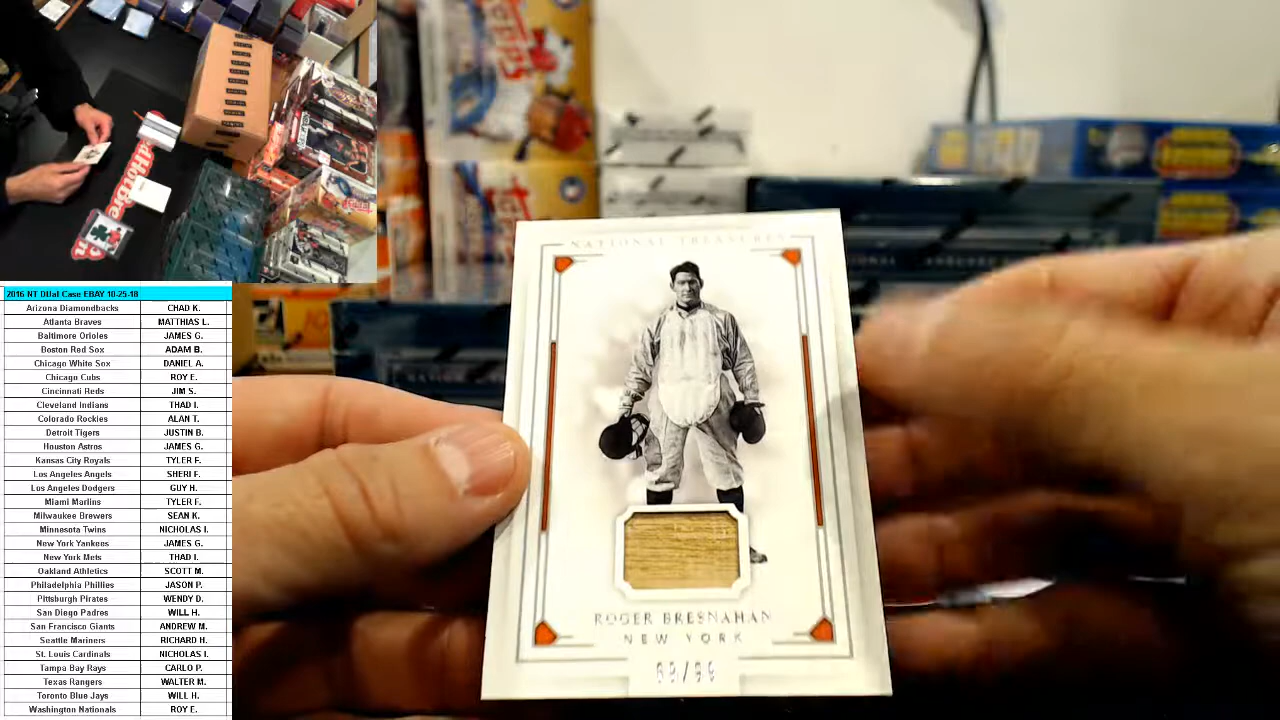 NATIONAL TREASURES
ROGER BRESNAHAN
NEW YORK
69/99
2016 NT DUal Case EBAY 10-25-18
Arizona Diamondbacks CHAD K.
Atlanta Braves MATTHIAS L.
Baltimore Orioles JAMES G.
Boston Red Sox ADAM B.
Chicago White Sox DANIEL A.
Chicago Cubs ROY E.
Cincinnati Reds JIM S.
Cleveland Indians THAD I.
Colorado Rockies ALAN T.
Detroit Tigers JUSTIN B.
Houston Astros JAMES G.
Kansas City Royals TYLER F.
Los Angeles Angels SHERI F.
Los Angeles Dodgers GUY H.
Miami Marlins TYLER F.
Milwaukee Brewers SEAN K.
Minnesota Twins NICHOLAS I.
New York Yankees JAMES G.
New York Mets THAD I.
Oakland Athletics SCOTT M.
Philadelphia Phillies JASON P.
Pittsburgh Pirates WENDY D.
San Diego Padres WILL H.
San Francisco Giants ANDREW M.
Seattle Mariners RICHARD H.
St. Louis Cardinals NICHOLAS I.
Tampa Bay Rays CARLO P.
Texas Rangers WALTER M.
Toronto Blue Jays WILL H.
Washington Nationals ROY E.